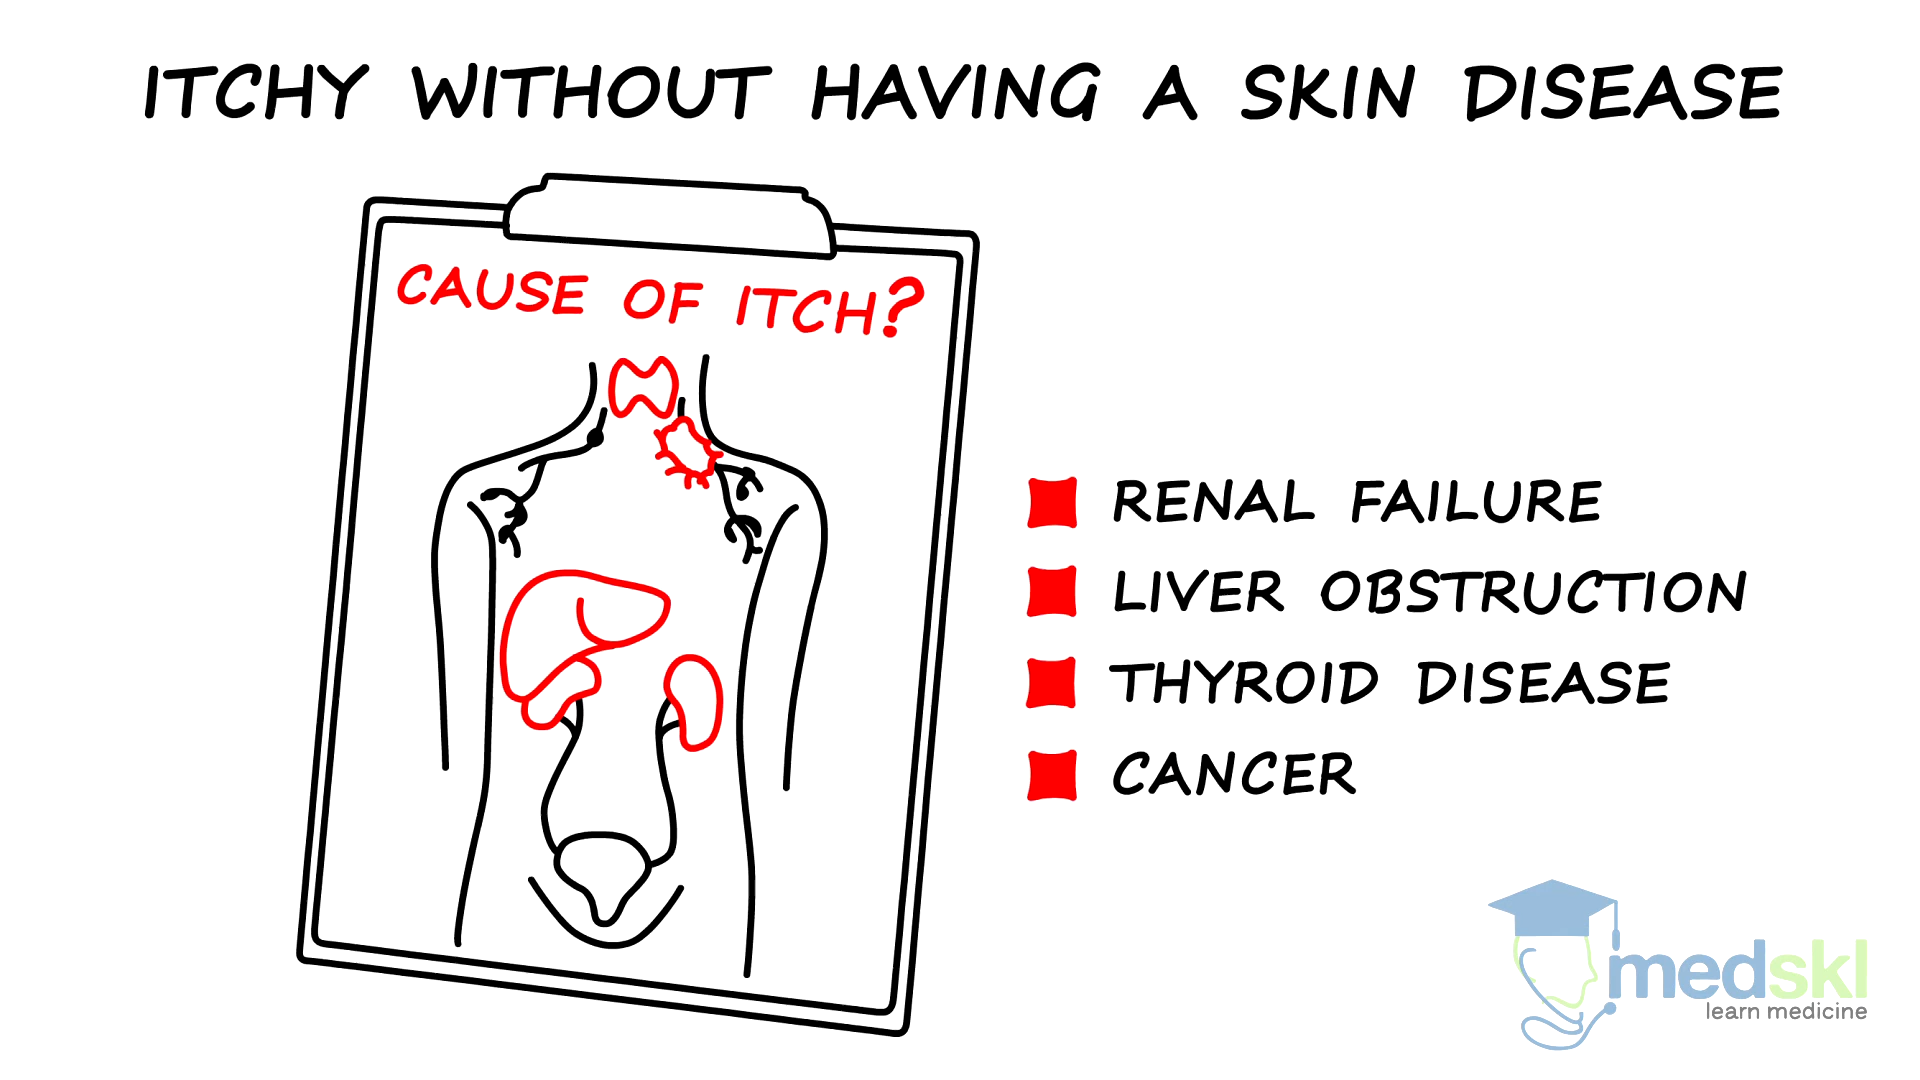 ITCHY WITHOUT HAVING A SKIN DISEASE
CAUSE OF ITCH?
RENAL FAILURE
LIVER OBSTRUCTION
THYROID DISEASE
CANCER
medskl
learn medicine